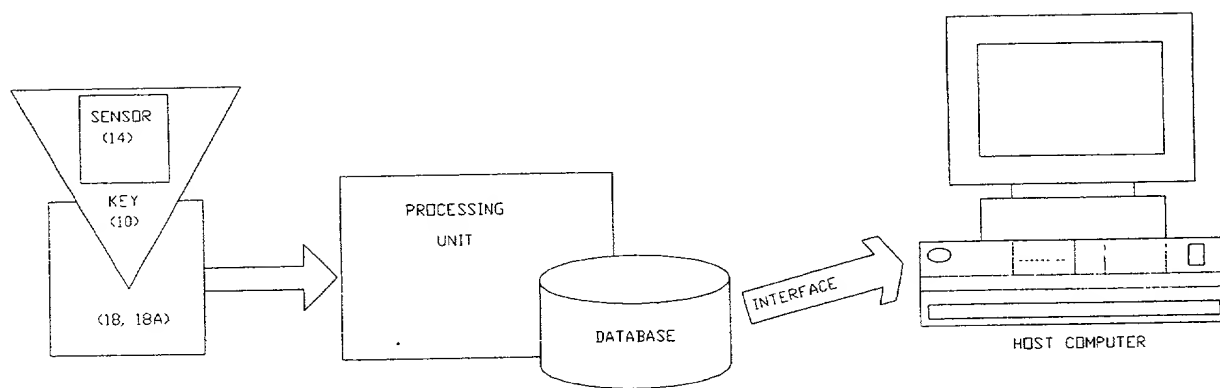 SENSOR
(14)
KEY
(10)
(18, 18A)
PROCESSING
UNIT
DATABASE
INTERFACE
HOST COMPUTER